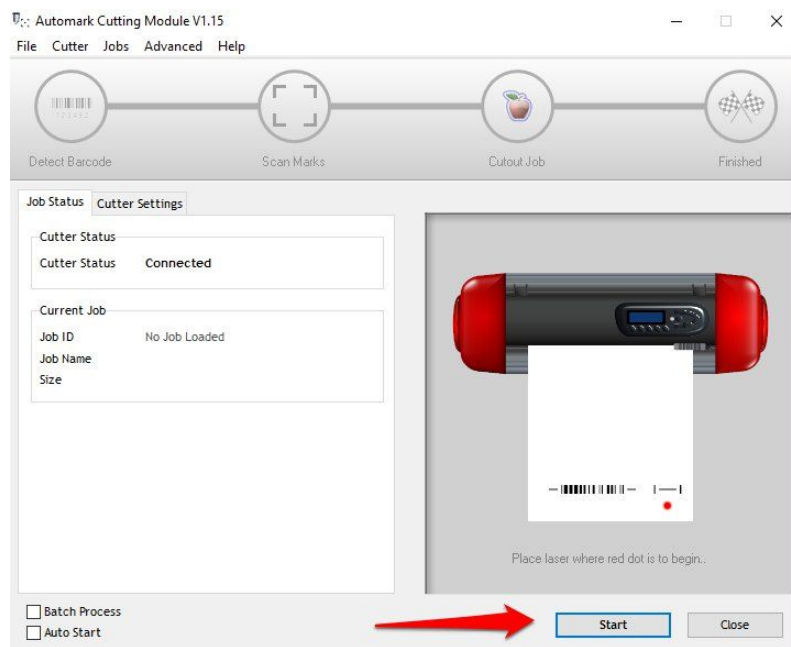 Automark Cutting Module V1.15
File Cutter Jobs Advanced Help
Detect Barcode Scan Marks Cutout Job Finished
Job Status Cutter Settings
Cutter Status
Cutter Status Connected
Current Job
Job ID No Job Loaded
Job Name
Size
Place laser where red dot is to begin..
Batch Process
Auto Start
Start Close